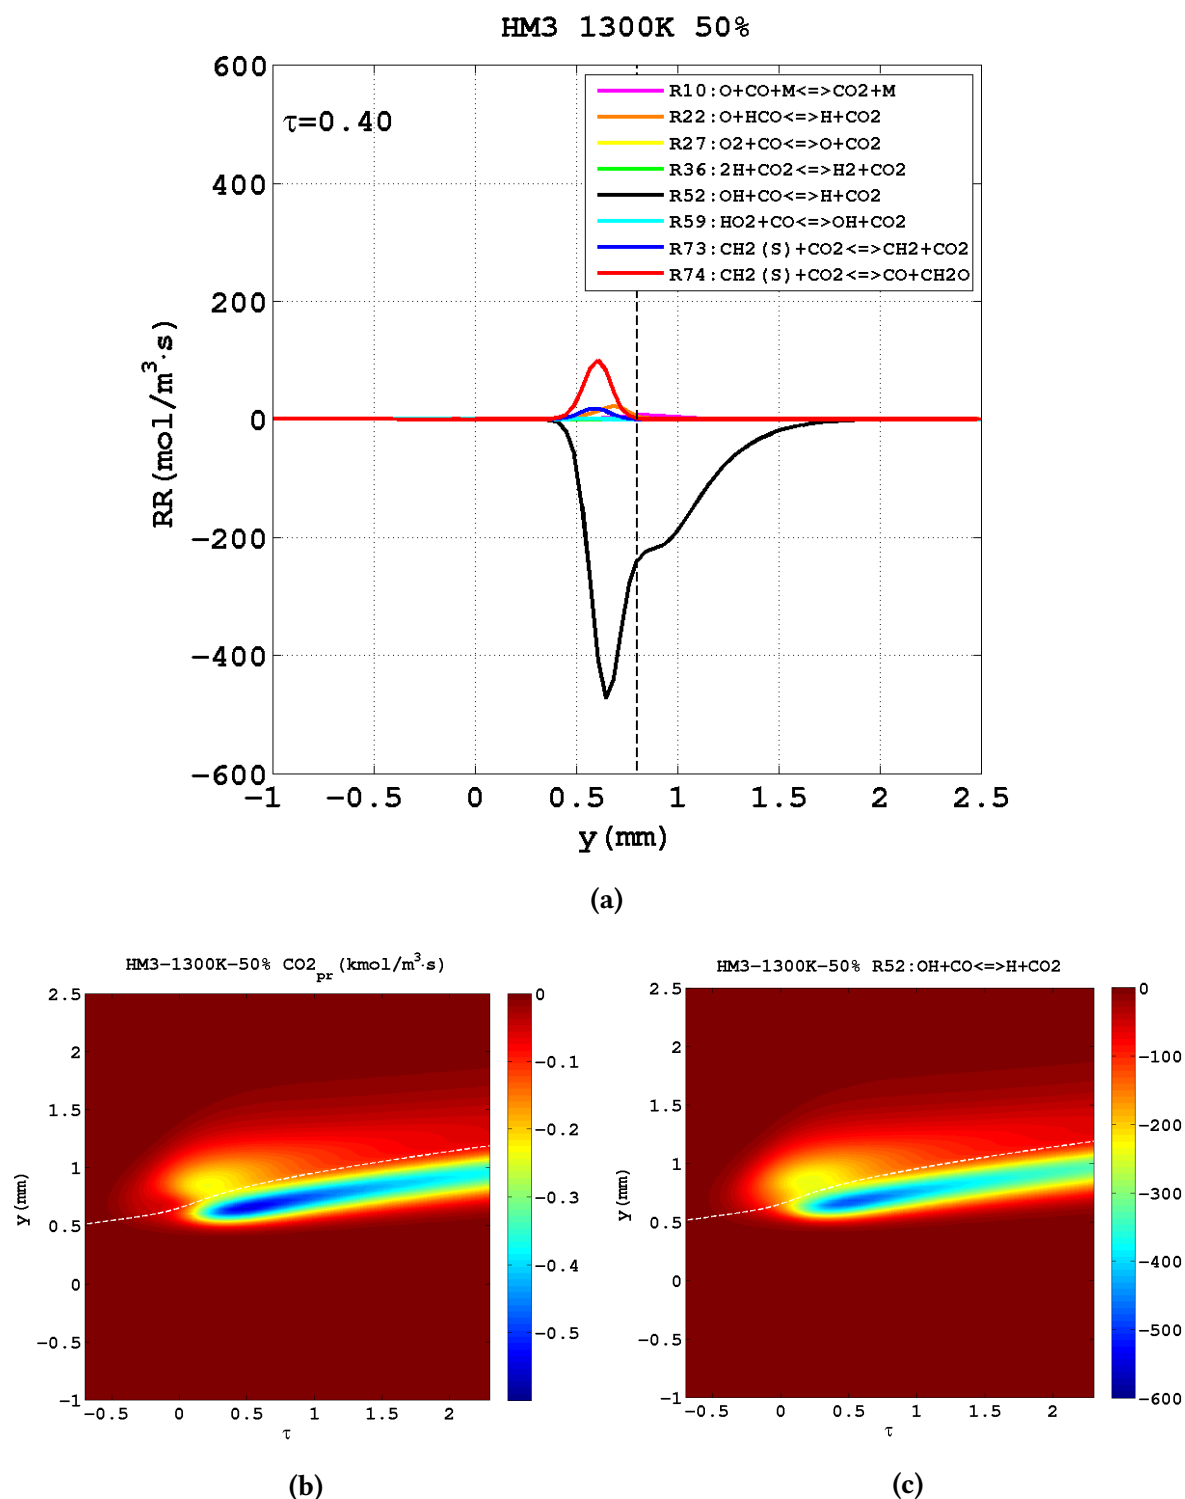 HM3 1300K 50%
600
400
200
0
−200
−400
−600
RR(mol/m³·s)
τ=0.40
R10:O+CO+M<=>CO2+M
R22:O+HCO<=>H+CO2
R27:O2+CO<=>O+CO2
R36:2H+CO2<=>H2+CO2
R52:OH+CO<=>H+CO2
R59:HO2+CO<=>OH+CO2
R73:CH2(S)+CO2<=>CH2+CO2
R74:CH2(S)+CO2<=>CO+CH2O
−1 −0.5 0 0.5 1 1.5 2 2.5
y(mm)
(a)
HM3−1300K−50% CO2pr(kmol/m³·s)
2.5
2
1.5
1
0.5
0
−0.5
−1
y(mm)
−0.5 0 0.5 1 1.5 2
τ
0
−0.1
−0.2
−0.3
−0.4
−0.5
(b)
HM3−1300K−50% R52:OH+CO<=>H+CO2
2.5
2
1.5
1
0.5
0
−0.5
−1
y(mm)
−0.5 0 0.5 1 1.5 2
τ
0
−100
−200
−300
−400
−500
−600
(c)